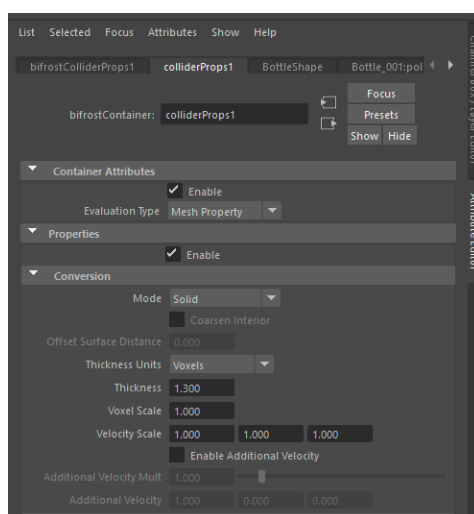 List Selected Focus Attributes Show Help
bifrostColliderProps1 colliderProps1 BottleShape Bottle_001:pol
Focus
bifrostContainer: colliderProps1 Presets
Show Hide
Container Attributes
Enable
Evaluation Type Mesh Property
Properties
Enable
Conversion
Mode Solid
Coarsen Interior
Offset Surface Distance 0.000
Thickness Units Voxels
Thickness 1.300
Voxel Scale 1.000
Velocity Scale 1.000 1.000 1.000
Enable Additional Velocity
Additional Velocity Mult 1.000
Additional Velocity 1.000 0.000 0.000
Attribute Editor